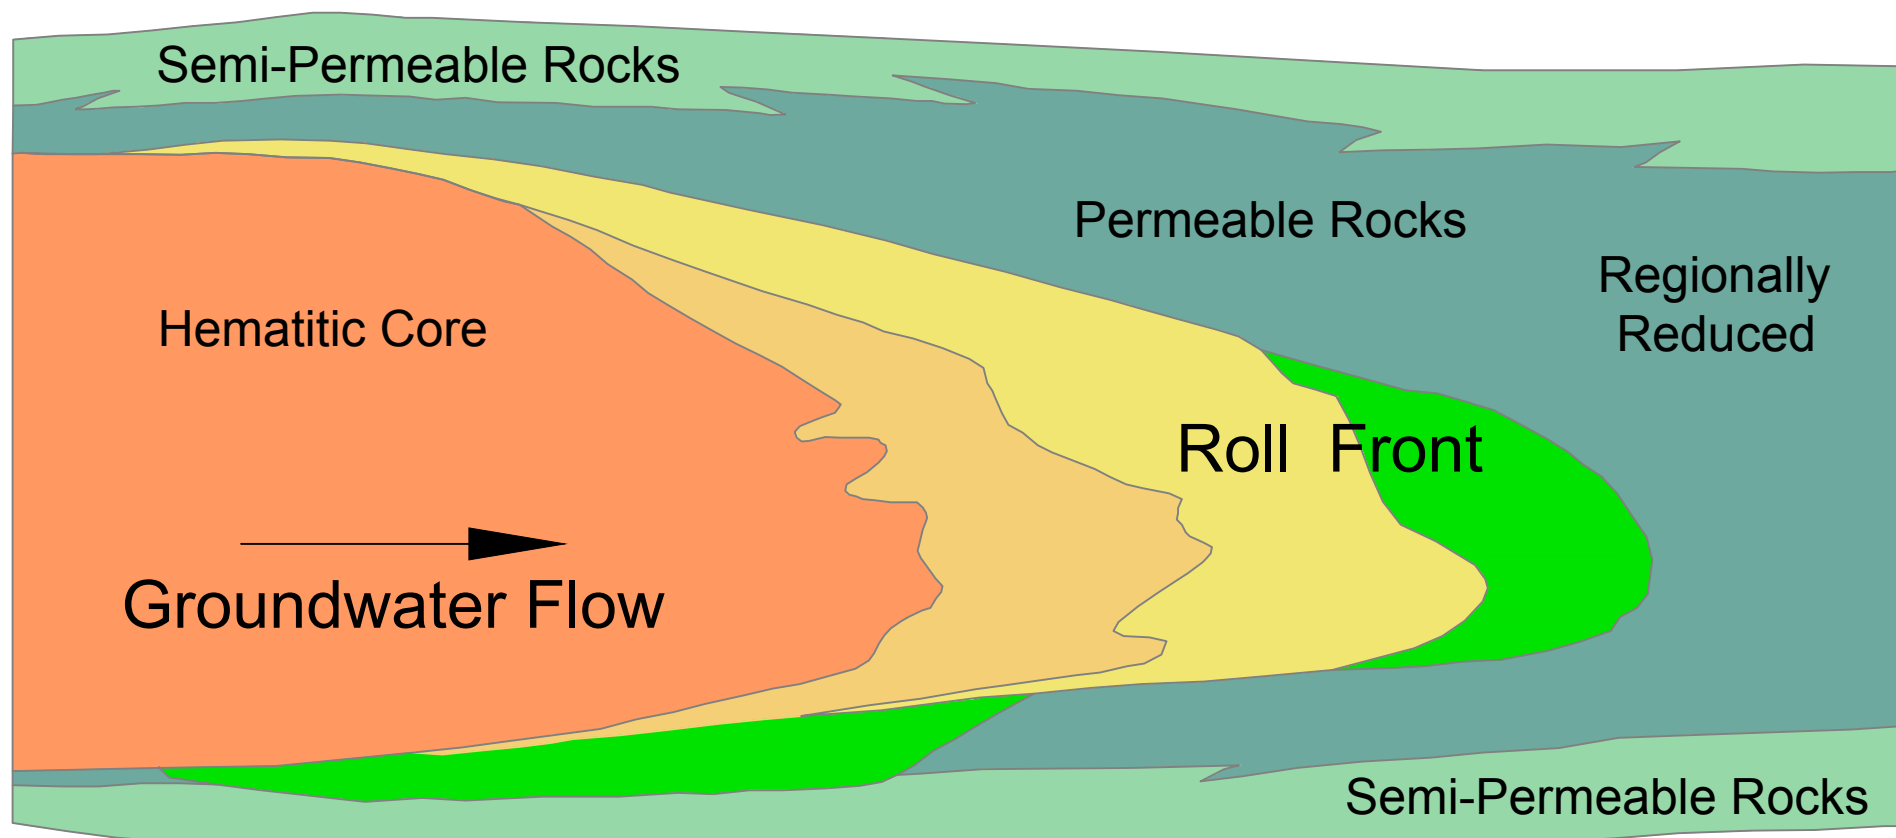 Semi-Permeable Rocks
Permeable Rocks
Regionally
Reduced
Hematitic Core
Roll Front
Groundwater Flow
Semi-Permeable Rocks